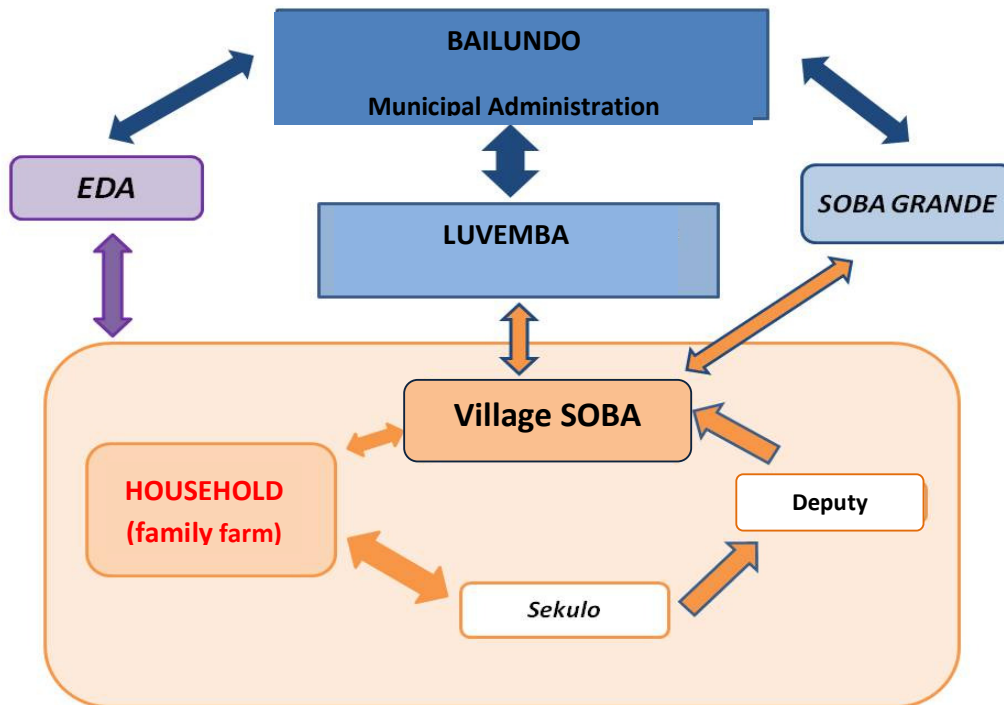 BAILUNDO
Municipal Administration
EDA
SOBA GRANDE
LUVEMBA
Village SOBA
HOUSEHOLD
(family farm)
Deputy
Sekulo